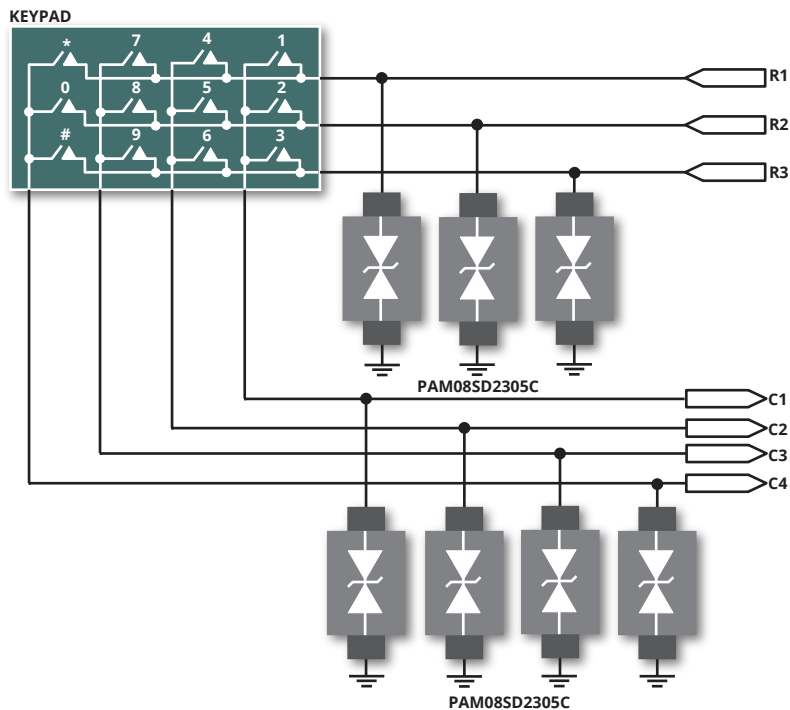 KEYPAD
* 7 4 1
R1
0 8 5 2
R2
# 9 6 3
R3
PAM08SD2305C
C1
C2
C3
C4
PAM08SD2305C